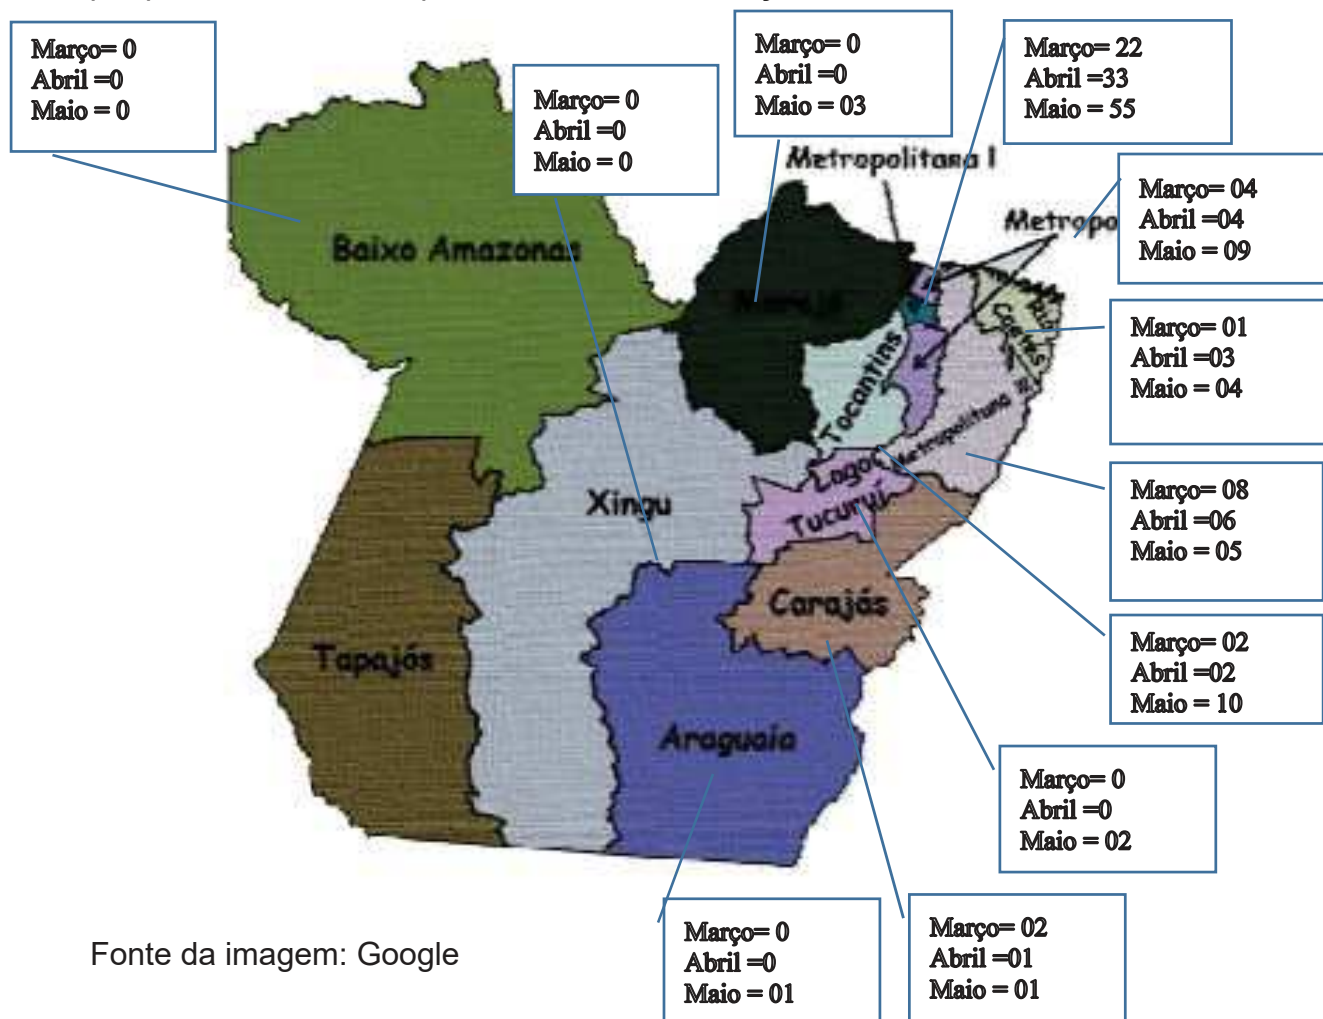 Março= 0
Abril =0
Maio = 0
Março= 0
Abril =0
Maio = 0
Março= 0
Abril =0
Maio = 03
Março= 22
Abril =33
Maio = 55
Metropolitana I
Metropo
Março= 04
Abril =04
Maio = 09
Baixo Amazonas
Tocantins
Março= 01
Abril =03
Maio = 04
Metropolitana
Lago
Tucuruí
Xingu
Março= 08
Abril =06
Maio = 05
Carajás
Tapajós
Araguaia
Março= 02
Abril =02
Maio = 10
Março= 0
Abril =0
Maio = 02
Março= 0
Abril =0
Maio = 01
Março= 02
Abril =01
Maio = 01
Fonte da imagem: Google